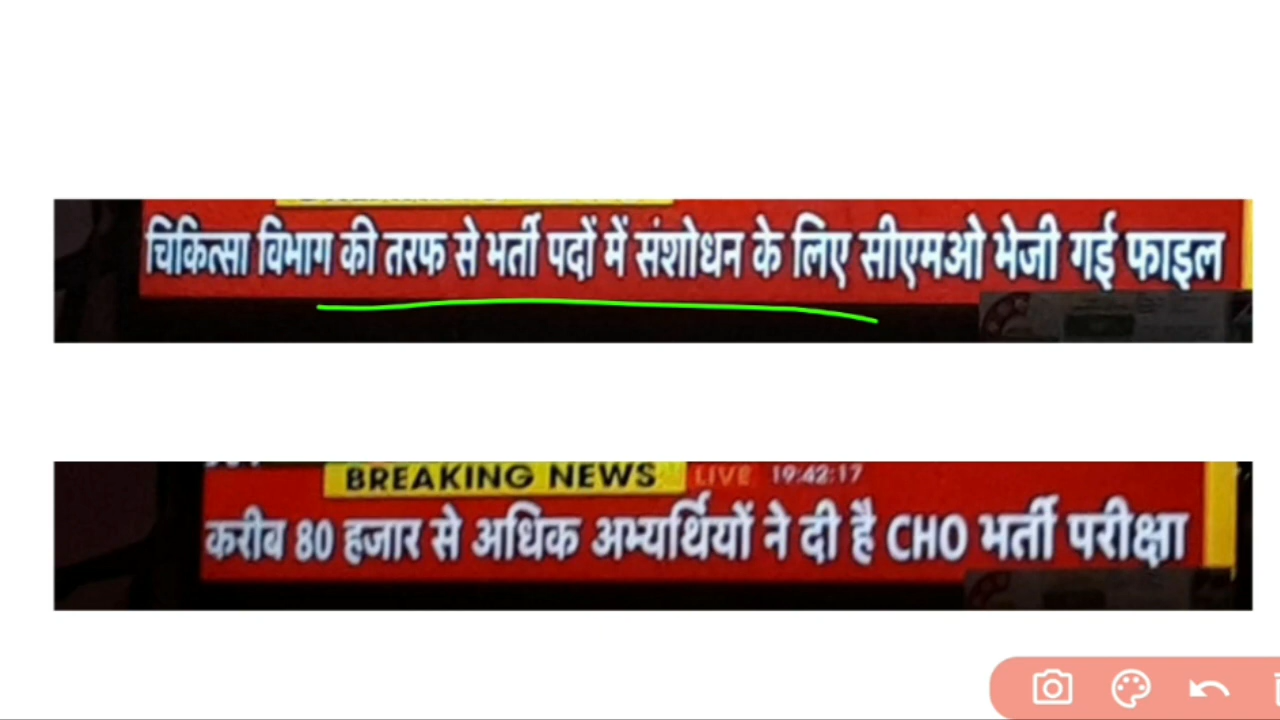 चिकित्सा विभाग की तरफ से भर्ती पदों में संशोधन के लिए सीएमओ भेजी गई फाइल
BREAKING NEWS LIVE 19:42:17
करीब 80 हजार से अधिक अभ्यर्थियों ने दी है CHO भर्ती परीक्षा